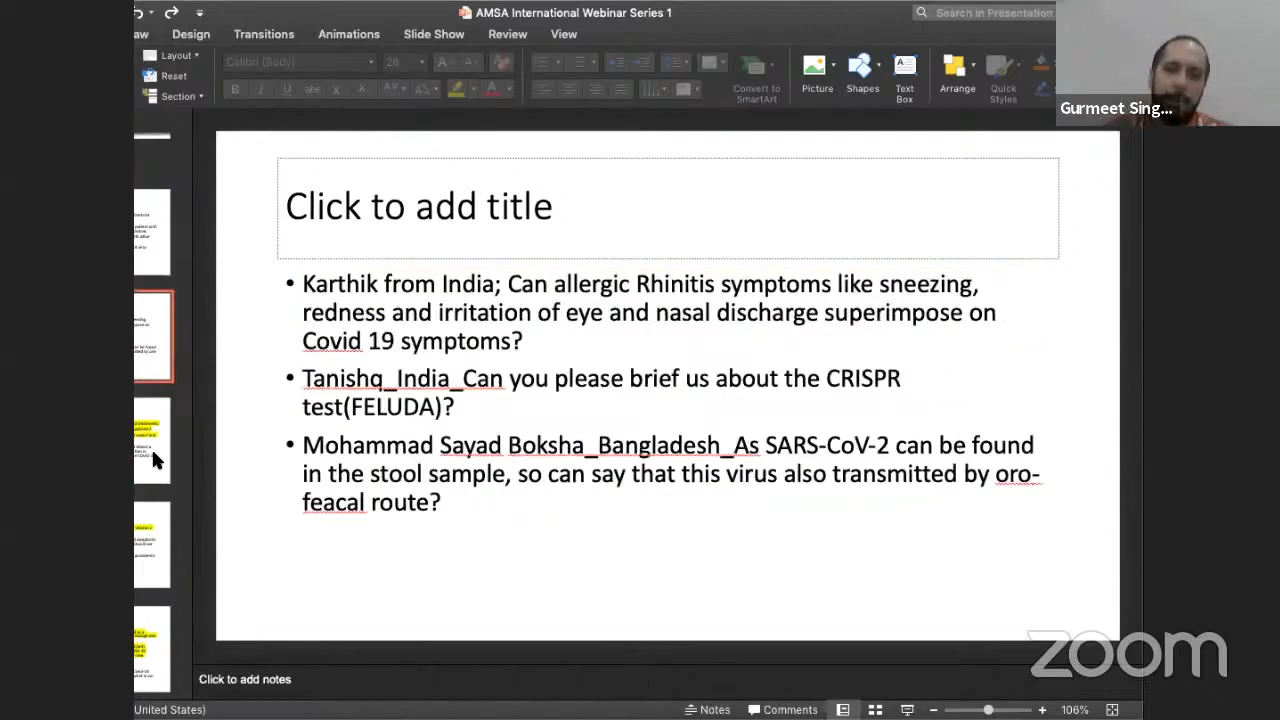 AMSA International Webinar Series 1
Search in Presentation
aw Design Transitions Animations Slide Show Review View
Layout
Reset
Section
Calibri (Body) 28
Convert to
SmartArt
Picture
Shapes
Text
Box
Arrange
Quick
Styles
Gurmeet Sing...
Click to add title
• Karthik from India; Can allergic Rhinitis symptoms like sneezing,
redness and irritation of eye and nasal discharge superimpose on
Covid 19 symptoms?
• Tanishq_India_Can you please brief us about the CRISPR
test(FELUDA)?
• Mohammad Sayad Boksha_Bangladesh_As SARS-CoV-2 can be found
in the stool sample, so can say that this virus also transmitted by oro-
feacal route?
zoom
Click to add notes
United States)
Notes Comments 106%